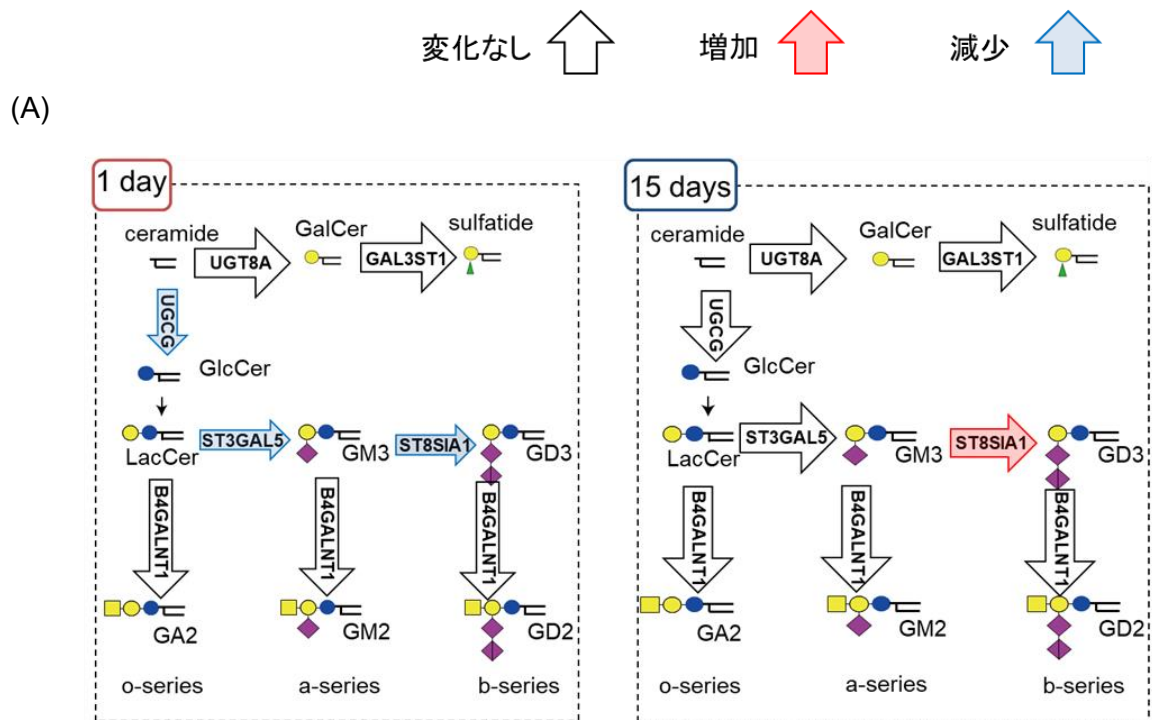 変化なし 増加 減少
(A)
1 day
ceramide UGT8A GalCer GAL3ST1 sulfatide
UGCG
GlcCer
LacCer ST3GAL5 GM3 ST8SIA1 GD3
B4GALNT1 B4GALNT1 B4GALNT1
GA2 GM2 GD2
o-series a-series b-series
15 days
ceramide UGT8A GalCer GAL3ST1 sulfatide
UGCG
GlcCer
LacCer ST3GAL5 GM3 ST8SIA1 GD3
B4GALNT1 B4GALNT1 B4GALNT1
GA2 GM2 GD2
o-series a-series b-series